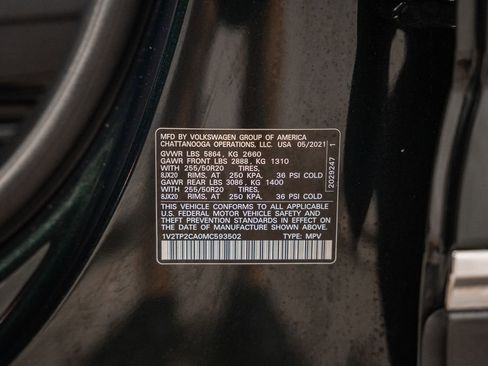 MFD BY VOLKSWAGEN GROUP OF AMERICA
CHATTANOOGA OPERATIONS, LLC. USA 05/2021
GVWR LBS 5864, KG 2660
GAWR FRONT LBS 2888, KG 1310
WITH 255/50R20 TIRES,
8JX20 RIMS, AT 250 KPA, 36 PSI COLD
GAWR REAR LBS 3086, KG 1400
WITH 255/50R20 TIRES,
8JX20 RIMS, AT 250 KPA, 36 PSI COLD
THIS VEHICLE CONFORMS TO ALL APPLICABLE
U.S. FEDERAL MOTOR VEHICLE SAFETY AND
THEFT PREVENTION STANDARDS IN EFFECT ON
THE DATE OF MANUFACTURE SHOWN ABOVE.
1V2TP2CA0MC593502 TYPE: MPV
2029247 1